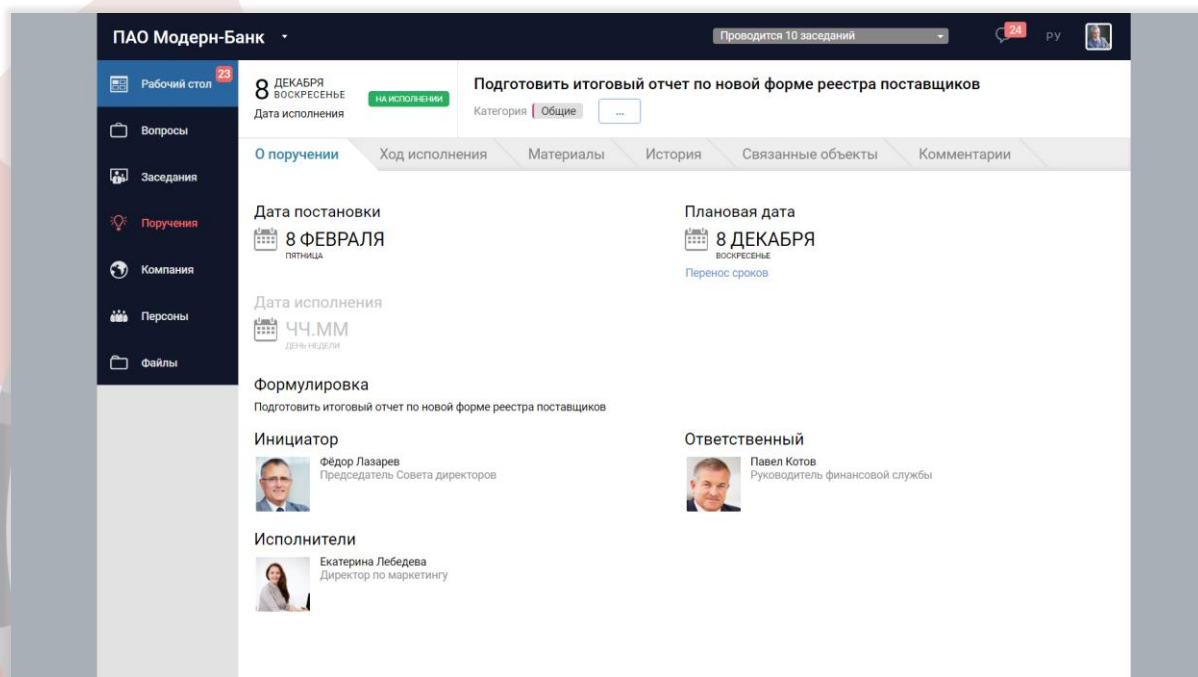 ПАО Модерн-Банк
Проводится 10 заседаний
24
РУ
Рабочий стол
23
Вопросы
Заседания
Поручения
Компания
Персоны
Файлы
8 ДЕКАБРЯ
ВОСКРЕСЕНЬЕ
Дата исполнения
НА ИСПОЛНЕНИИ
Подготовить итоговый отчет по новой форме реестра поставщиков
Категория Общие ...
О поручении Ход исполнения Материалы История Связанные объекты Комментарии
Дата постановки
8 ФЕВРАЛЯ
ПЯТНИЦА
Плановая дата
8 ДЕКАБРЯ
ВОСКРЕСЕНЬЕ
Перенос сроков
Дата исполнения
ЧЧ.ММ
ДЕНЬ НЕДЕЛИ
Формулировка
Подготовить итоговый отчет по новой форме реестра поставщиков
Инициатор
Фёдор Лазарев
Председатель Совета директоров
Ответственный
Павел Котов
Руководитель финансовой службы
Исполнители
Екатерина Лебедева
Директор по маркетингу